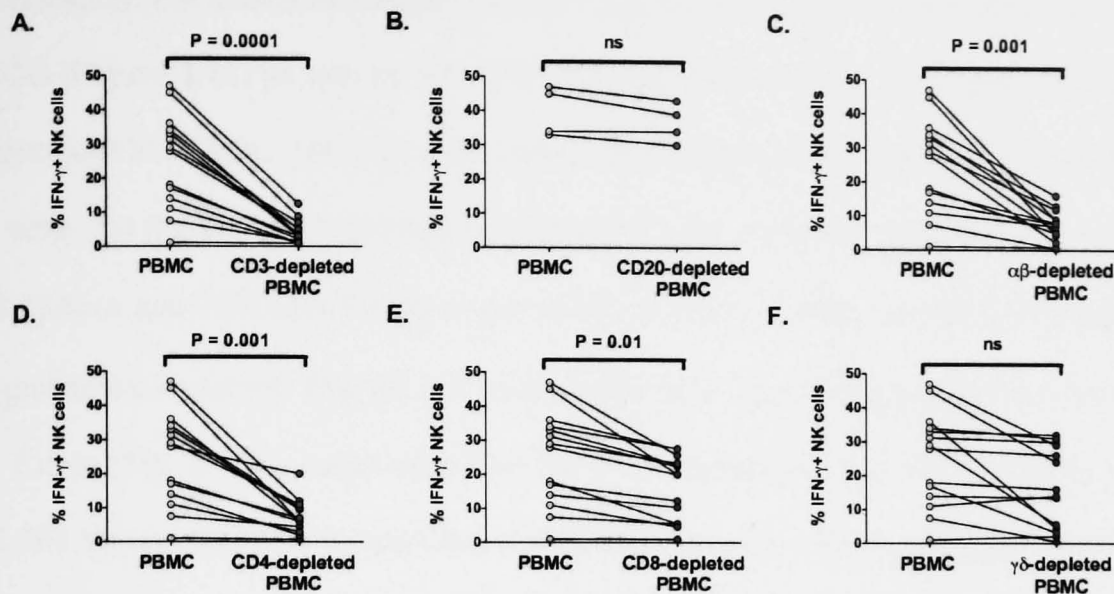 A.
P = 0.0001
% IFN-γ+ NK cells
50
40
30
20
10
0
PBMC
CD3-depleted
PBMC
B.
ns
% IFN-γ+ NK cells
50
40
30
20
10
0
PBMC
CD20-depleted
PBMC
C.
P = 0.001
% IFN-γ+ NK cells
50
40
30
20
10
0
PBMC
αβ-depleted
PBMC
D.
P = 0.001
% IFN-γ+ NK cells
50
40
30
20
10
0
PBMC
CD4-depleted
PBMC
E.
P = 0.01
% IFN-γ+ NK cells
50
40
30
20
10
0
PBMC
CD8-depleted
PBMC
F.
ns
% IFN-γ+ NK cells
50
40
30
20
10
0
PBMC
γδ-depleted
PBMC